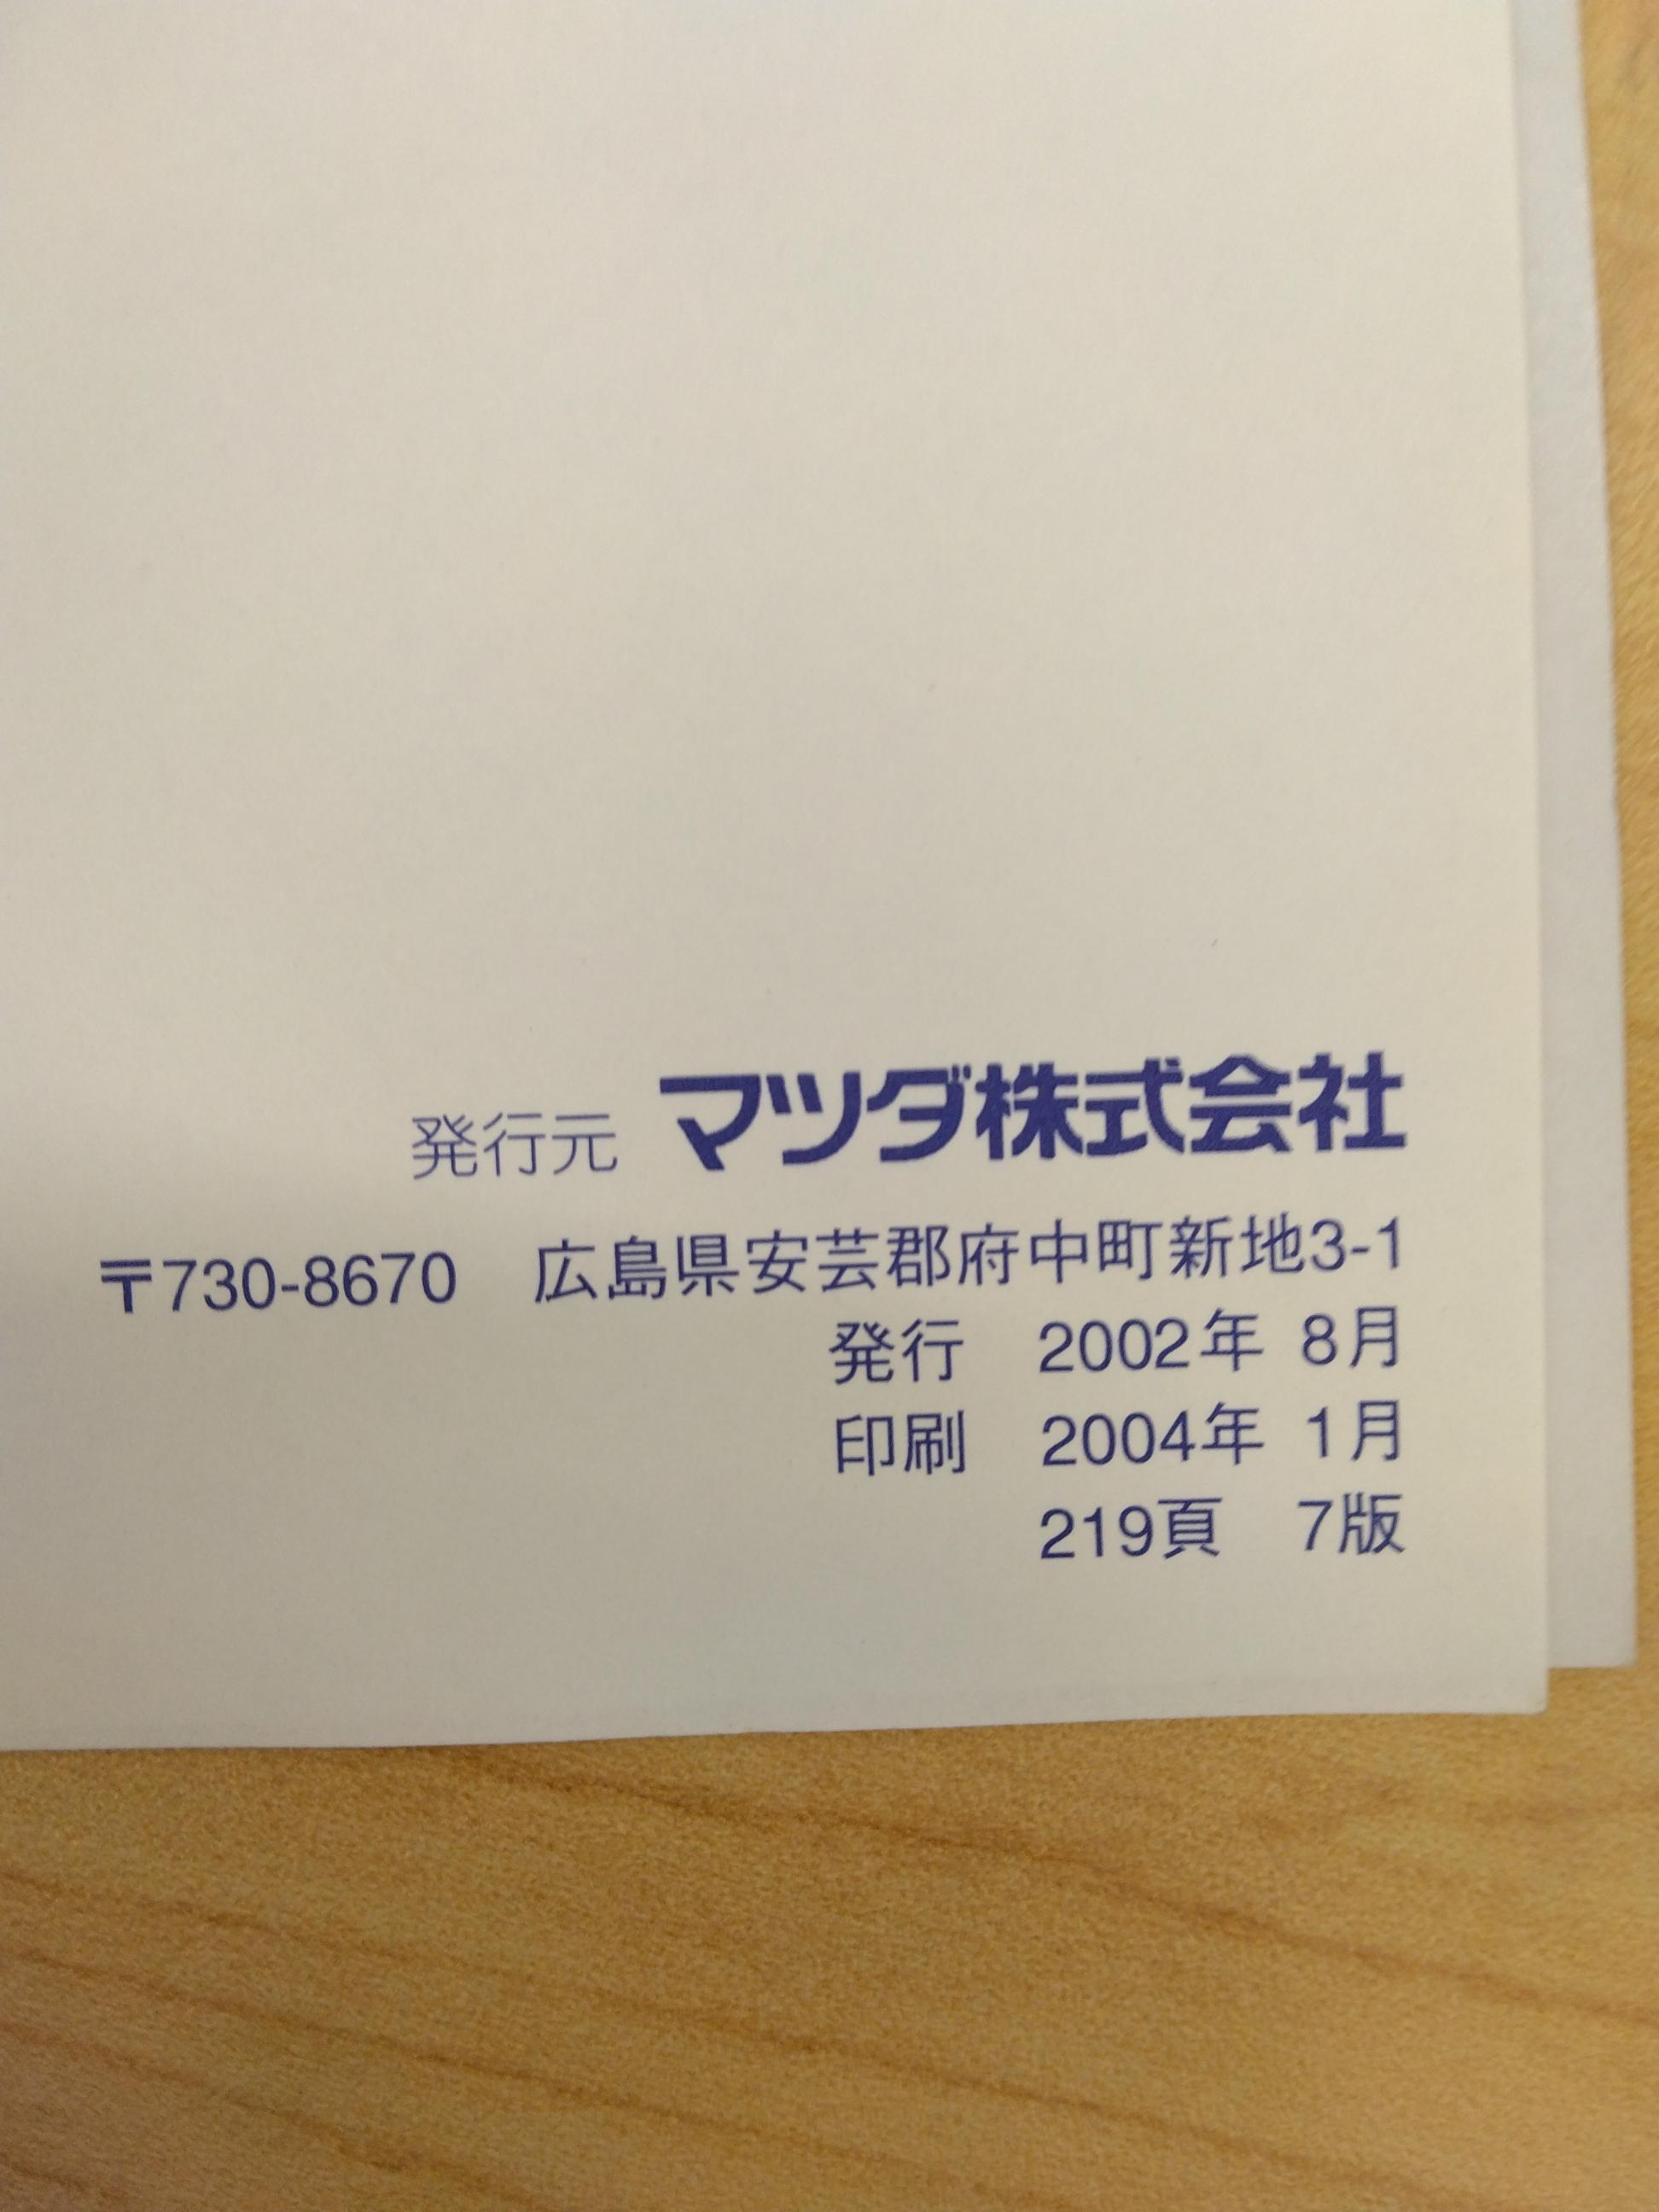 発行元 マツダ株式会社
〒730-8670 広島県安芸郡府中町新地3-1
発行 2002年 8月
印刷 2004年 1月
219頁 7版